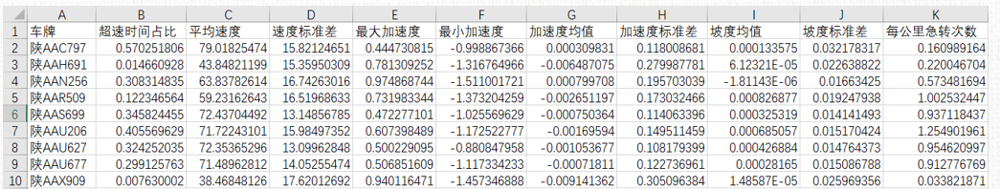 A B C D E F G H I J K
1 车牌 超速时间占比 平均速度 速度标准差 最大加速度 最小加速度 加速度均值 加速度标准差 坡度均值 坡度标准差 每公里急转次数
2 陕AAC797 0.570251806 79.01825474 15.82124651 0.444730815 -0.998867366 0.000309831 0.118008681 0.000133575 0.032178317 0.160989164
3 陕AAH691 0.014660928 43.84821199 15.35950309 0.781309252 -1.316764966 -0.006487075 0.279987781 6.12321E-05 0.022638822 0.220046704
4 陕AAN256 0.308314835 63.83782614 16.74263016 0.974868744 -1.511001721 0.000799708 0.195703039 -1.81143E-06 0.01663425 0.573481694
5 陕AAR509 0.122346564 59.23162643 16.51968633 0.731983344 -1.373204259 -0.002651197 0.173032466 0.000826877 0.019247938 1.002532447
6 陕AAS699 0.345824455 72.43704492 13.14856785 0.472277101 -1.025569629 -0.000750364 0.114063396 0.000325319 0.014141493 0.937118437
7 陕AAU206 0.405569629 71.72243101 15.98497352 0.607398489 -1.172522777 -0.00169594 0.149511459 0.000685057 0.015170424 1.254901961
8 陕AAU627 0.324252035 72.35365296 13.09962848 0.500229095 -0.880847958 -0.001053677 0.108179399 0.000426884 0.014764373 0.954620997
9 陕AAU677 0.299125763 71.48962812 14.05255474 0.506851609 -1.117334233 -0.00071811 0.122736961 0.00028165 0.015086788 0.912776769
10 陕AAX909 0.007630002 38.46848126 17.62012692 0.940116471 -1.457346888 -0.009141362 0.305096384 1.48587E-05 0.025969356 0.033821871